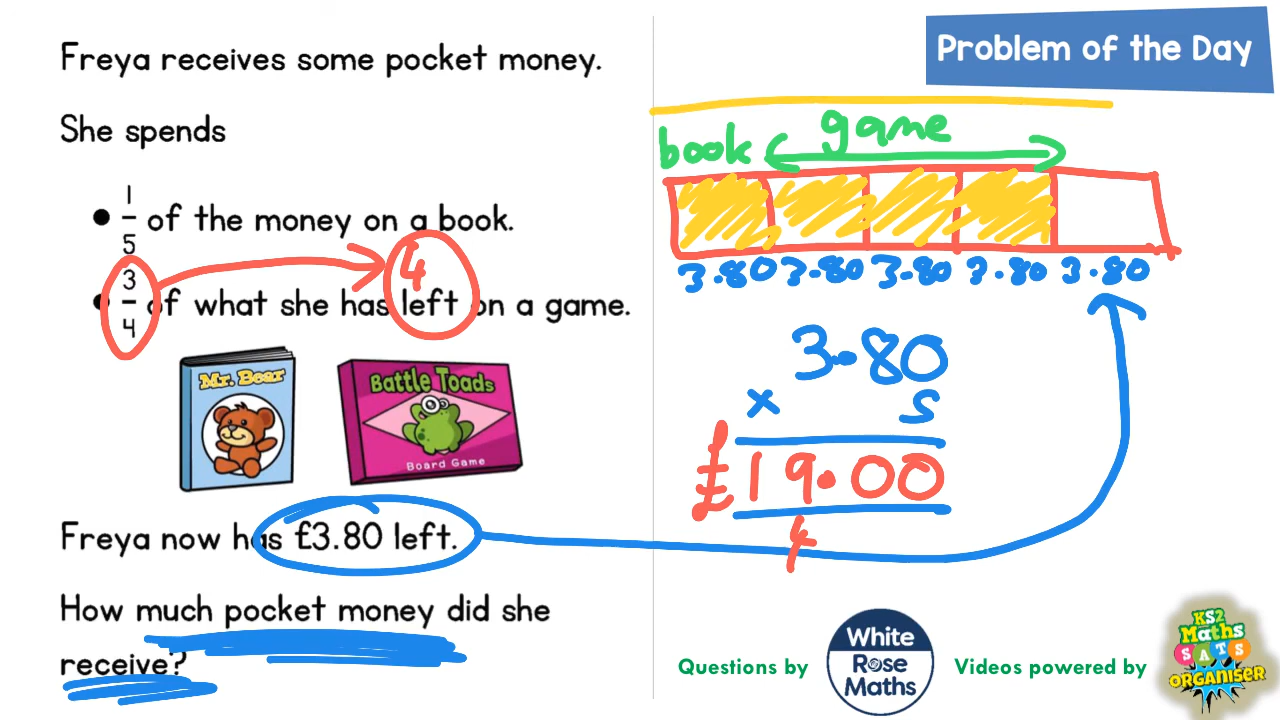 Freya receives some pocket money.
Problem of the Day
She spends
book game
1/5 of the money on a book.
4
3/4 of what she has left on a game.
3.80 3.80 3.80 3.80 3.80
3.80
× 5
£19.00
4
Mr. Bear
Battle Toads
Board Game
Freya now has £3.80 left.
How much pocket money did she
receive?
Questions by
White
Rose
Maths
Videos powered by
KS2
Maths
SATS
ORGANISER